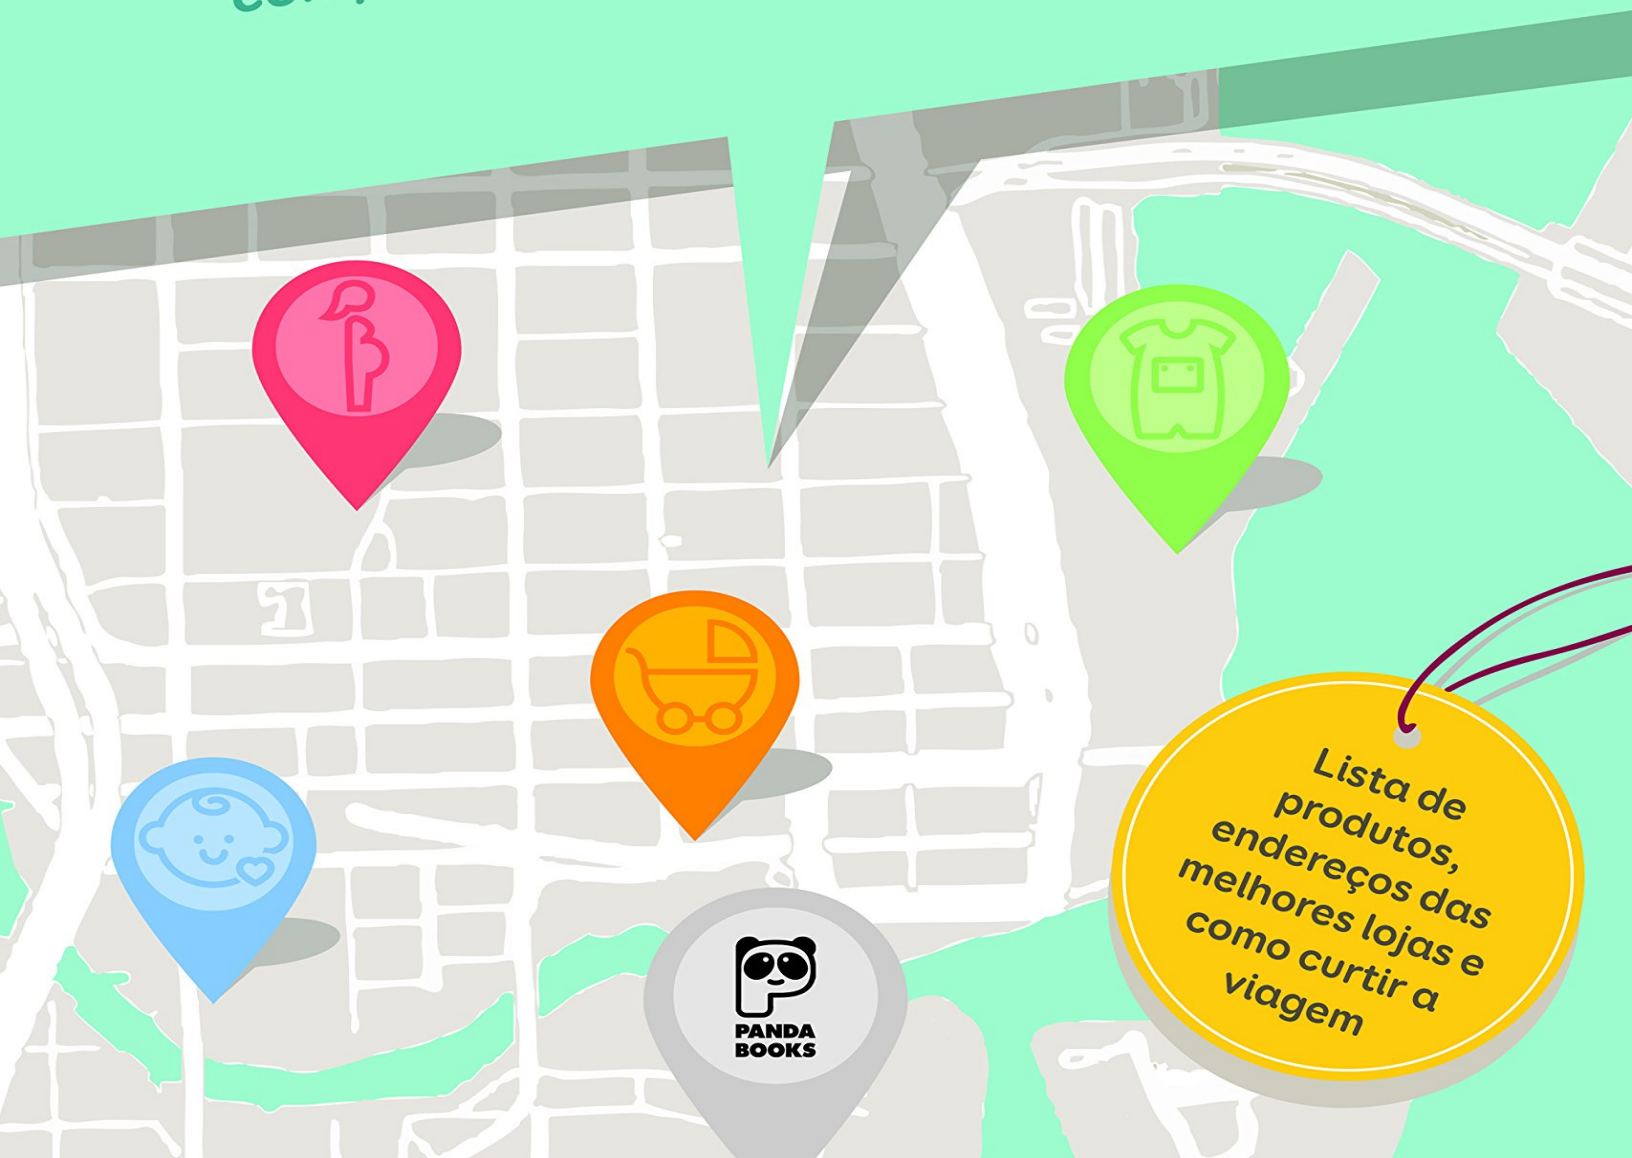 PANDA
BOOKS
Lista de
produtos,
endereços das
melhores lojas e
como curtir a
viagem